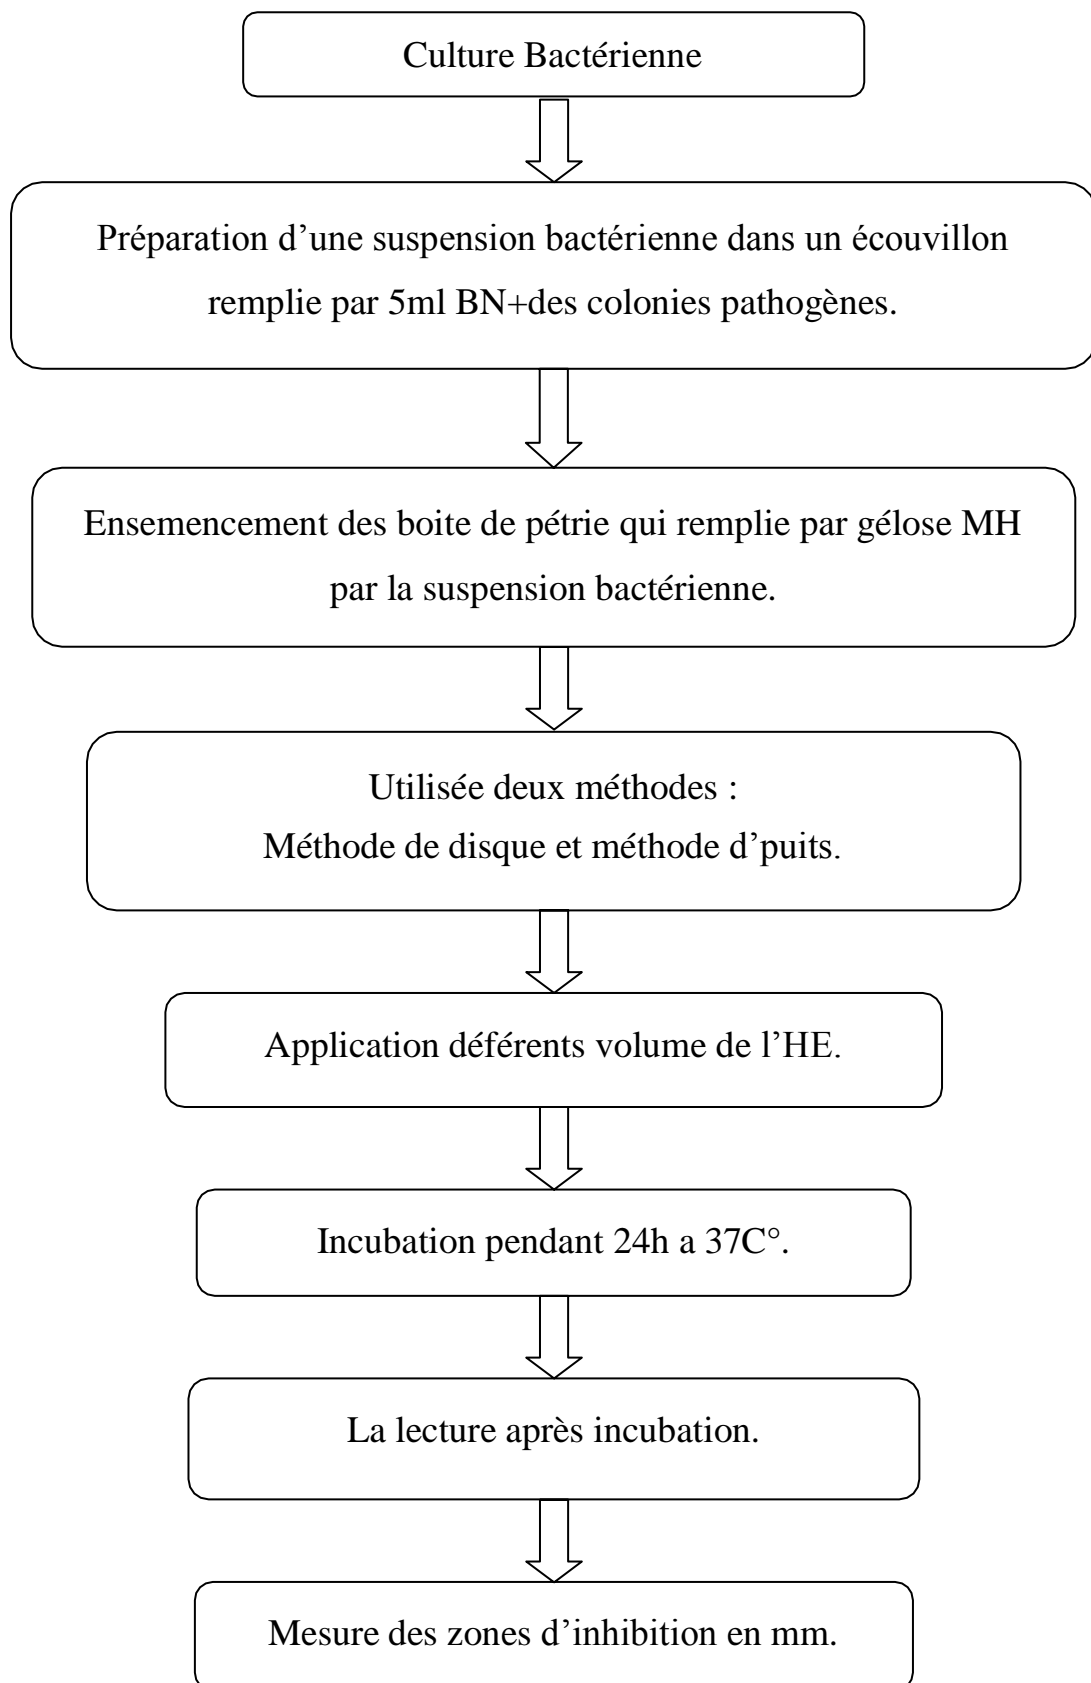 Culture Bactérienne
Préparation d’une suspension bactérienne dans un écouvillon
remplie par 5ml BN+des colonies pathogènes.
Ensemencement des boite de pétrie qui remplie par gélose MH
par la suspension bactérienne.
Utilisée deux méthodes :
Méthode de disque et méthode d’puits.
Application déférents volume de l’HE.
Incubation pendant 24h a 37C°.
La lecture après incubation.
Mesure des zones d’inhibition en mm.